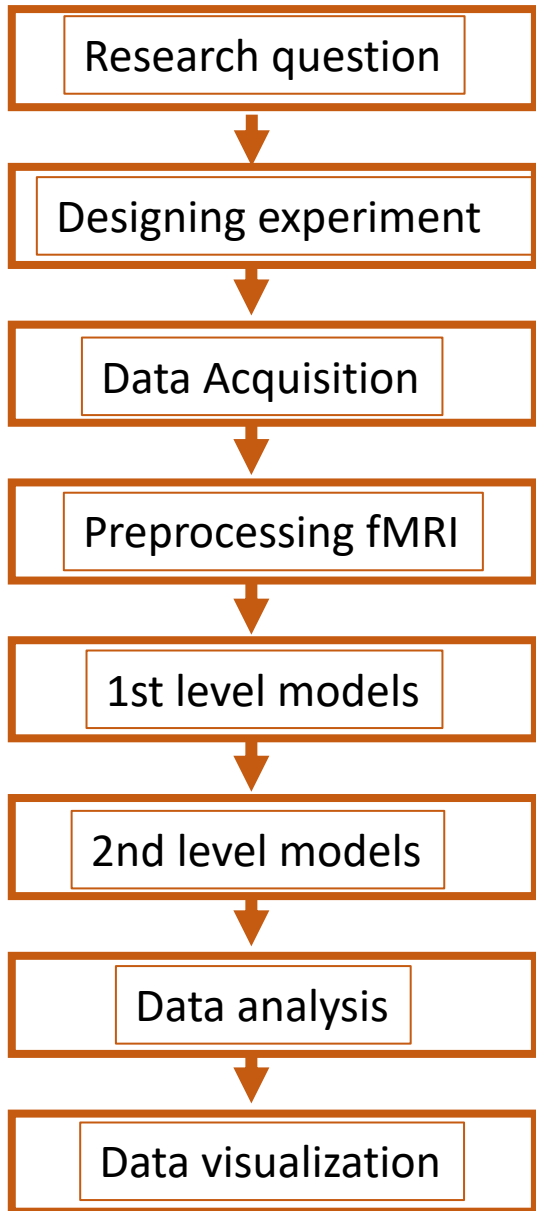 Research question
Designing experiment
Data Acquisition
Preprocessing fMRI
1st level models
2nd level models
Data analysis
Data visualization